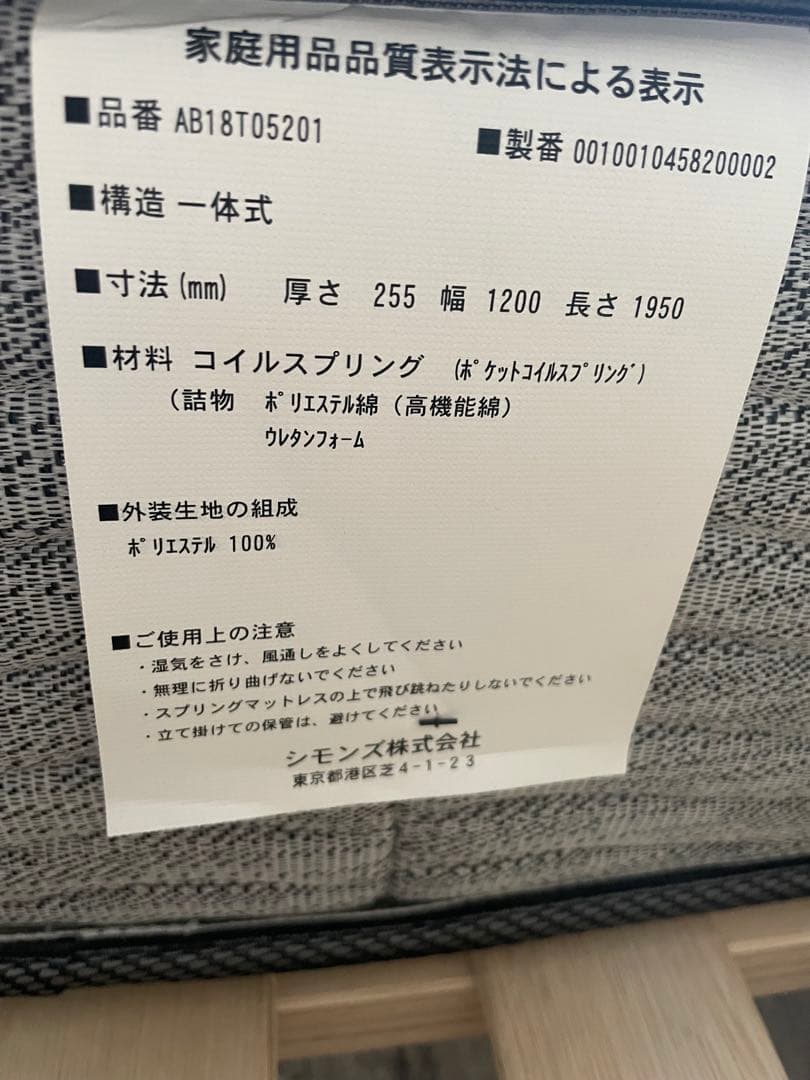 家庭用品品質表示法による表示
■品番 AB18T05201 ■製番 0010010458200002
■構造 一体式
■寸法(mm) 厚さ 255 幅 1200 長さ 1950
■材料 コイルスプリング (ﾎﾟｹｯﾄｺｲﾙｽﾌﾟﾘﾝｸﾞ)
(詰物 ﾎﾟﾘｴｽﾃﾙ綿(高機能綿)
ｳﾚﾀﾝﾌｫｰﾑ
■外装生地の組成
ﾎﾟﾘｴｽﾃﾙ 100%
■ご使用上の注意
・湿気をさけ、風通しをよくしてください
・無理に折り曲げないでください
・スプリングマットレスの上で飛び跳ねたりしないでください
・立て掛けての保管は、避けてください
シモンズ株式会社
東京都港区芝4-1-23